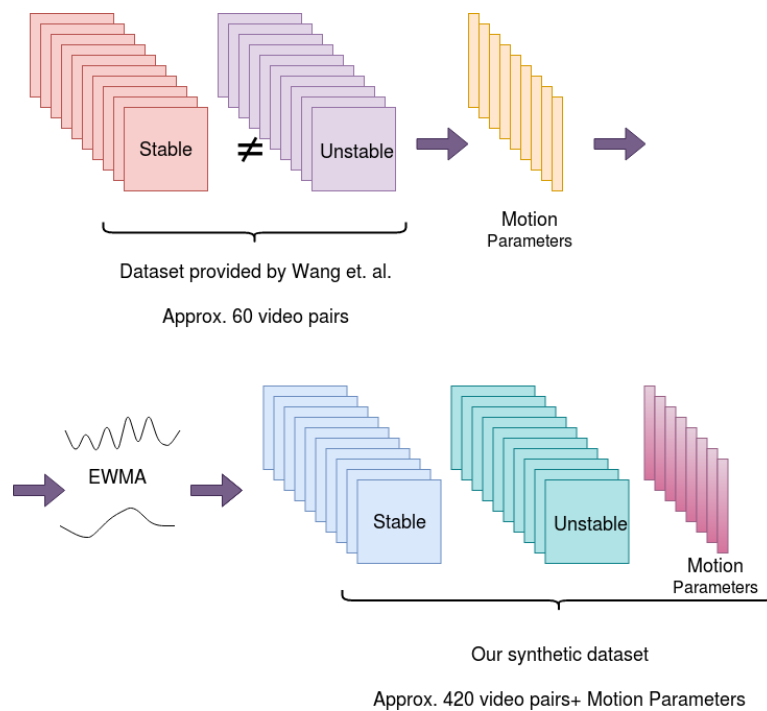 Stable
≠
Unstable
Motion
Parameters
Dataset provided by Wang et. al.
Approx. 60 video pairs
EWMA
Stable
Unstable
Motion
Parameters
Our synthetic dataset
Approx. 420 video pairs+ Motion Parameters